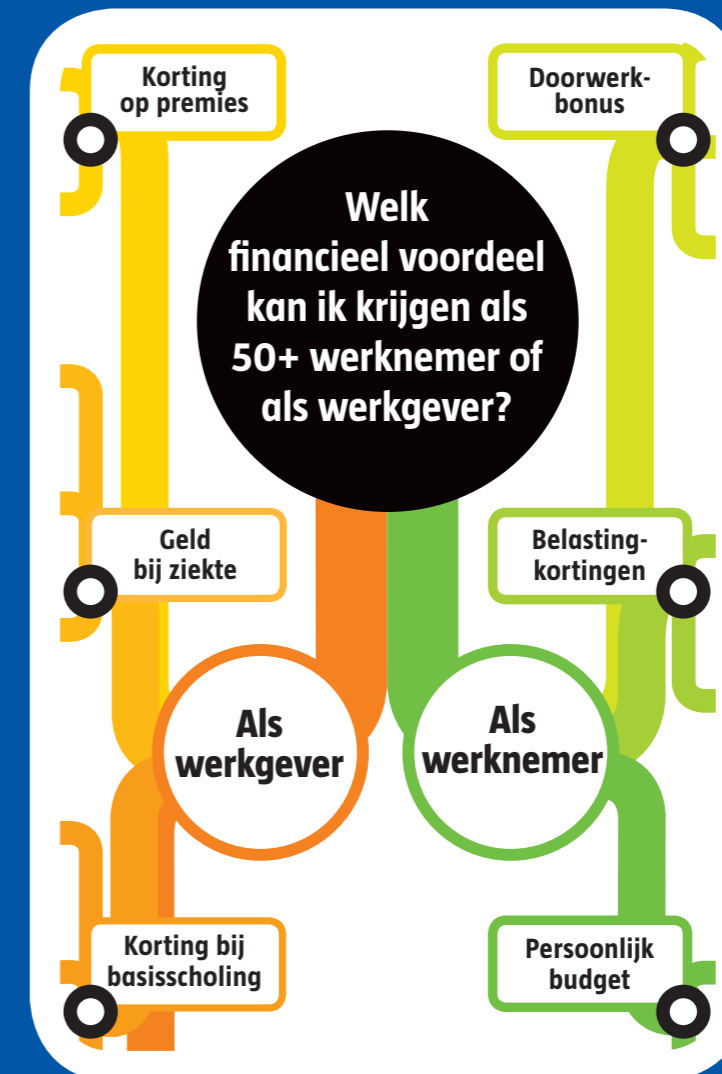 Korting
op premies
Doorwerk-
bonus
Welk
financieel voordeel
kan ik krijgen als
50+ werknemer of
als werkgever?
Geld
bij ziekte
Belasting-
kortingen
Als
werkgever
Als
werknemer
Korting bij
basisscholing
Persoonlijk
budget